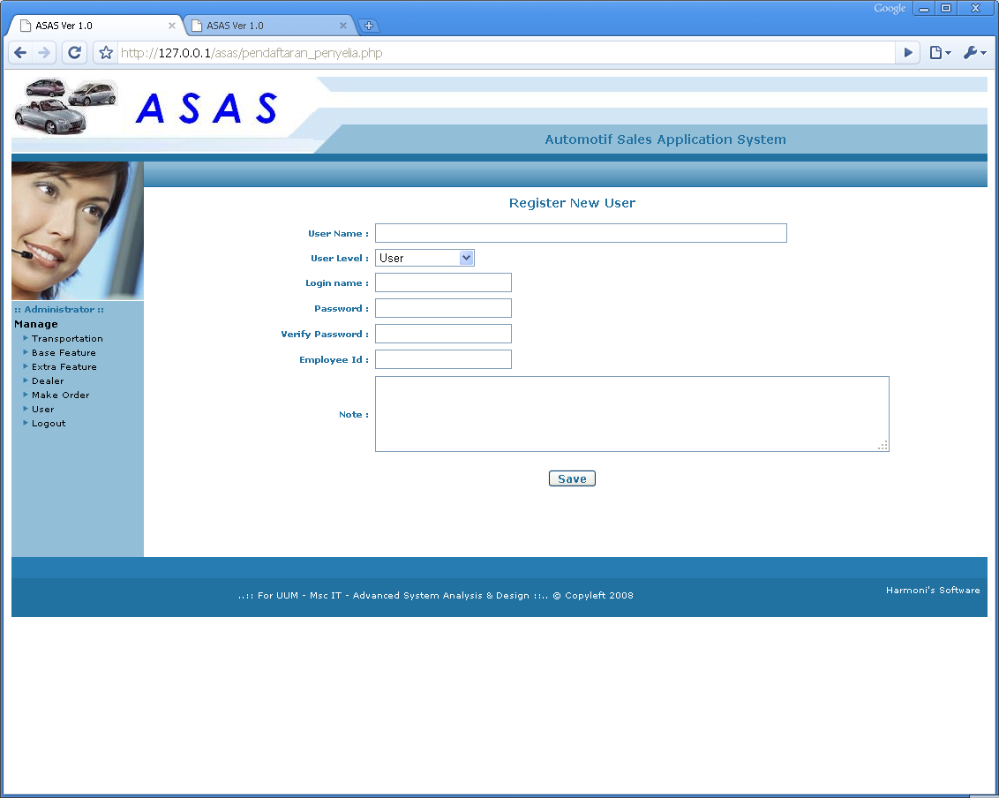 Google
ASAS Ver 1.0
ASAS Ver 1.0
http://127.0.0.1/asas/pendaftaran_penyelia.php
ASAS
Automotif Sales Application System
Register New User
User Name :
User Level : User
Login name :
Password :
Verify Password :
Employee Id :
Note :
Save
:: Administrator ::
Manage
Transportation
Base Feature
Extra Feature
Dealer
Make Order
User
Logout
..:: For UUM - Msc IT - Advanced System Analysis & Design ::.. © Copyleft 2008
Harmoni's Software